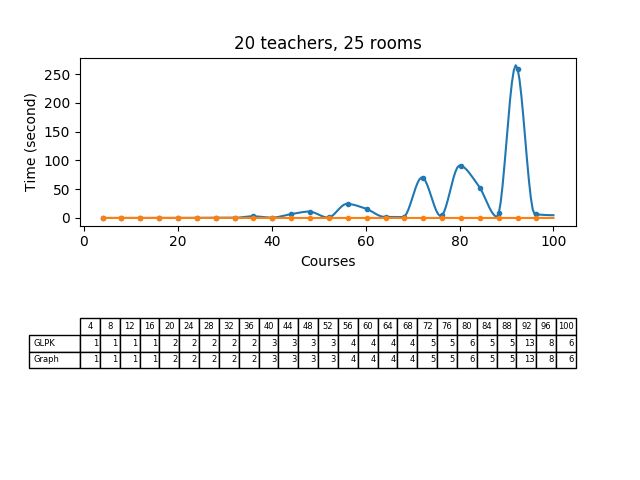 20 teachers, 25 rooms
250
200
150
100
50
0
Time (second)
0 20 40 60 80 100
Courses
4 8 12 16 20 24 28 32 36 40 44 48 52 56 60 64 68 72 76 80 84 88 92 96 100
GLPK 1 1 1 1 2 2 2 2 2 3 3 3 3 4 4 4 4 5 5 6 5 5 13 8 6
Graph 1 1 1 1 2 2 2 2 2 3 3 3 3 4 4 4 4 5 5 6 5 5 13 8 6